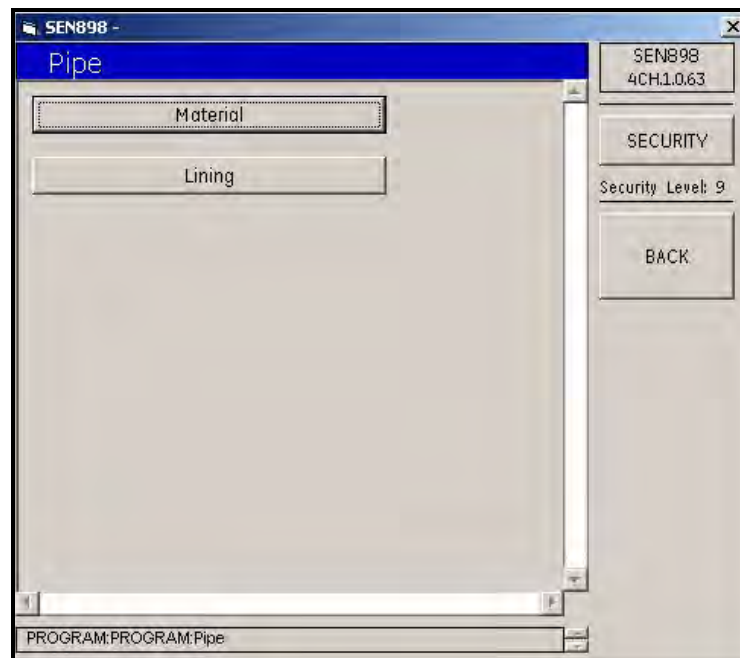 SEN898 -
Pipe
Material
Lining
SEN898
4CH.1.0.63
SECURITY
Security Level: 9
BACK
PROGRAM:PROGRAM:Pipe